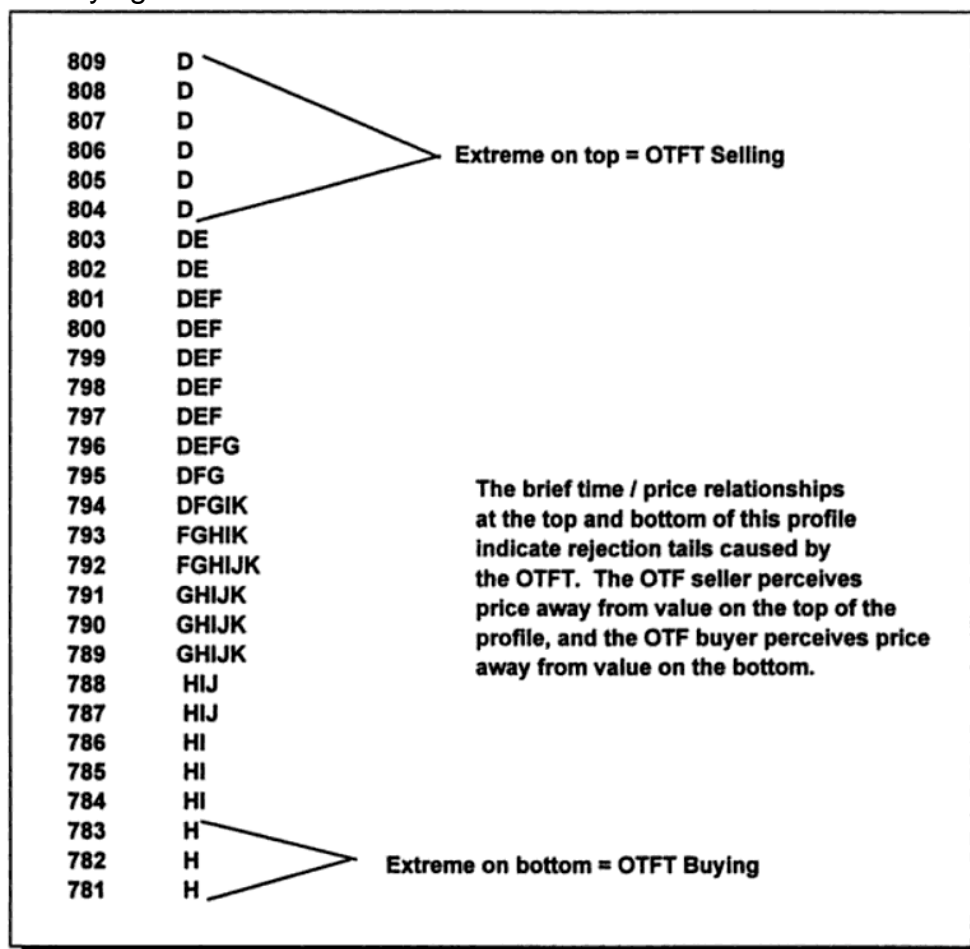 809 D
808 D
807 D
806 D
Extreme on top = OTFT Selling
805 D
804 D
803 DE
802 DE
801 DEF
800 DEF
799 DEF
798 DEF
797 DEF
796 DEFG
795 DFG
794 DFGIK
793 FGHIK
792 FGHIJK
791 GHIJK
790 GHIJK
789 GHIJK
788 HIJ
787 HIJ
786 HI
785 HI
784 HI
783 H
782 H
781 H
The brief time / price relationships
at the top and bottom of this profile
indicate rejection tails caused by
the OTFT. The OTF seller perceives
price away from value on the top of the
profile, and the OTF buyer perceives price
away from value on the bottom.
Extreme on bottom = OTFT Buying